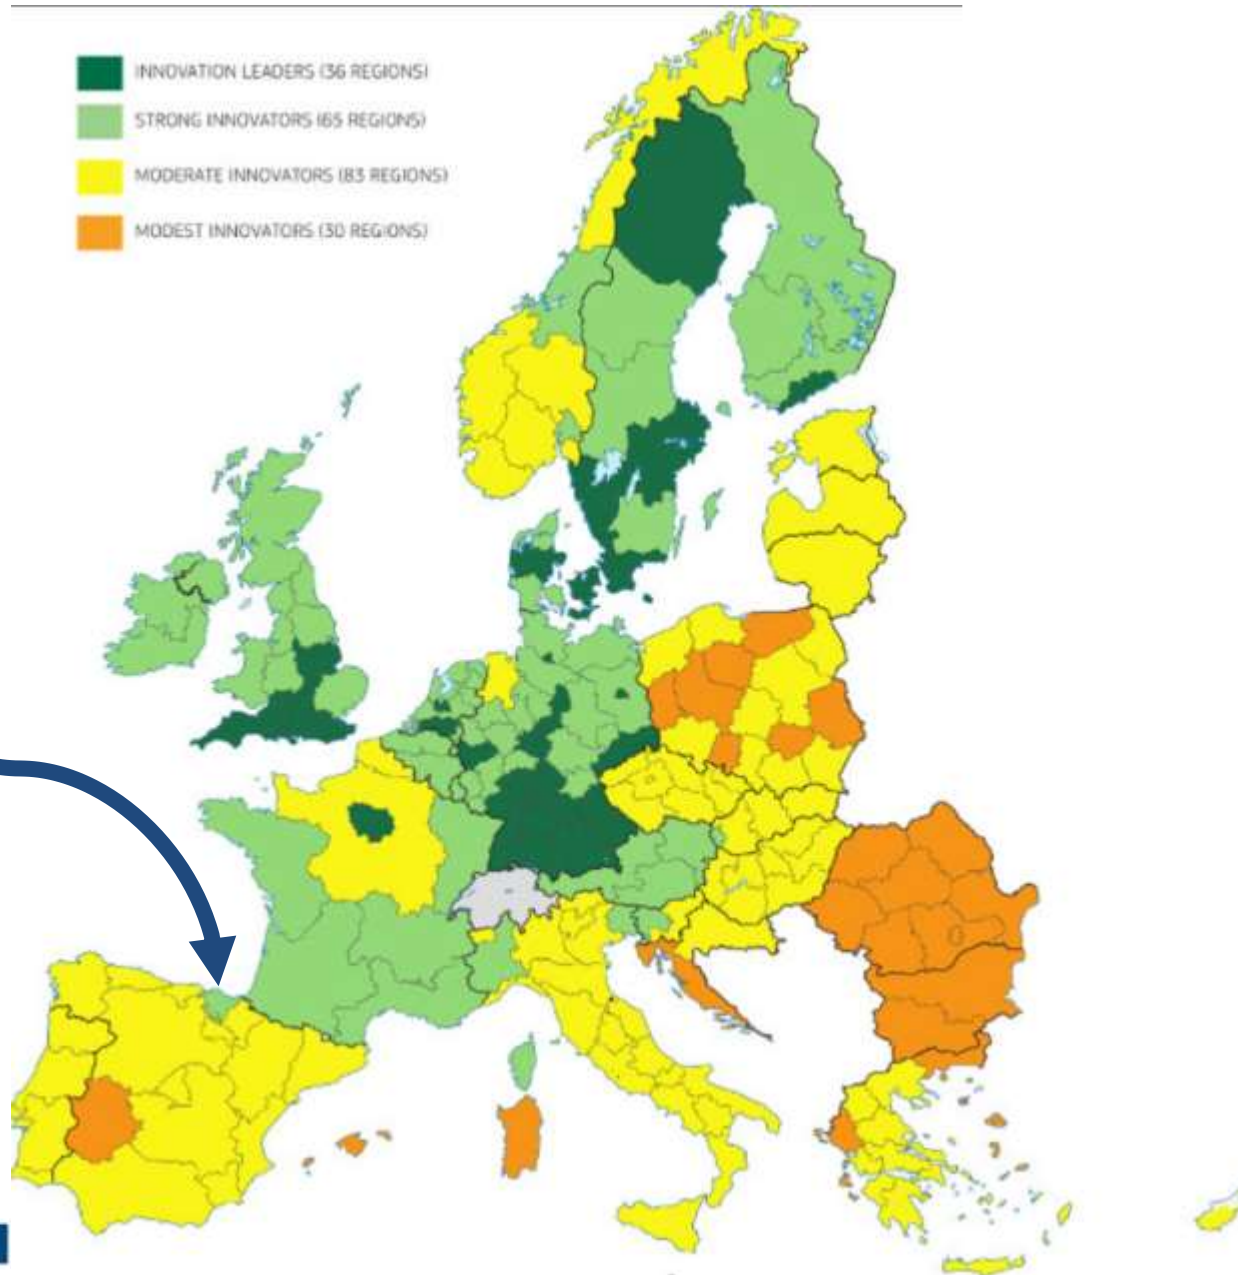 INNOVATION LEADERS (36 REGIONS)
STRONG INNOVATORS (65 REGIONS)
MODERATE INNOVATORS (83 REGIONS)
MODEST INNOVATORS (30 REGIONS)